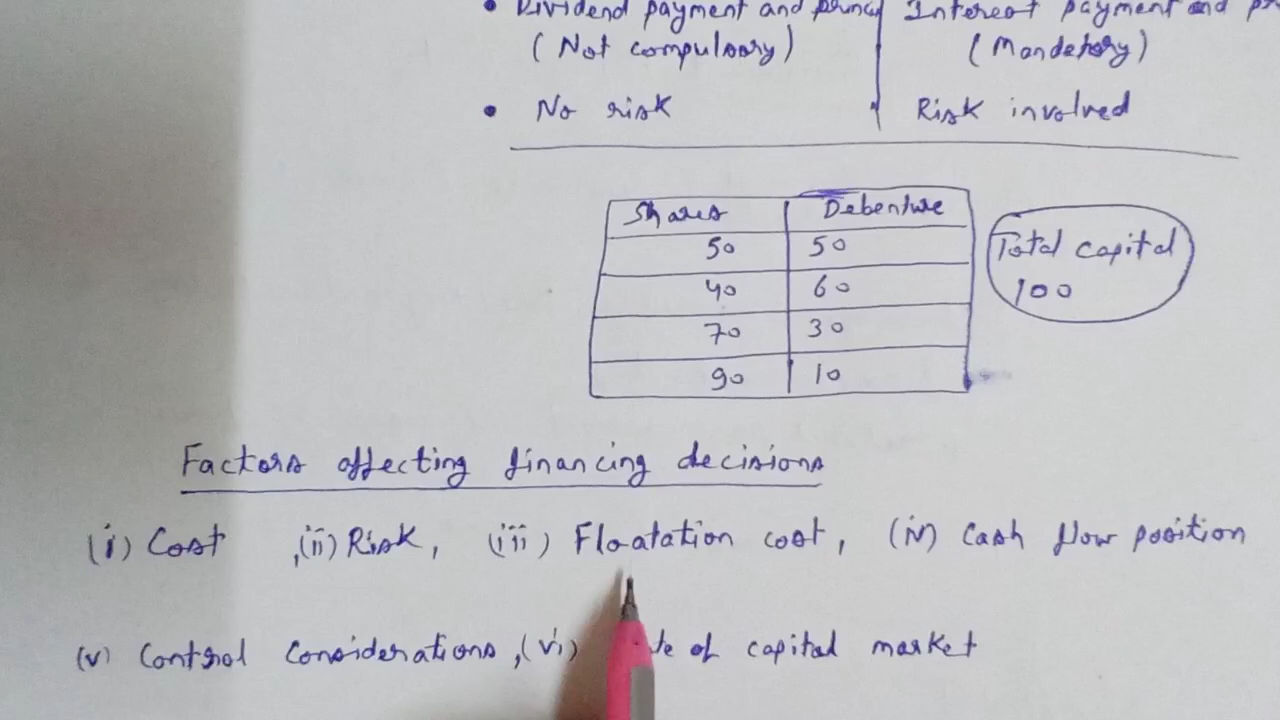 • Dividend payment and princi | Interest payment and pr
(Not compulsory) | (Mandatory)
• No risk | Risk involved
Shares | Debenture
50 | 50
40 | 60
70 | 30
90 | 10
Total capital
100
Factors affecting financing decisions
(i) Cost ,(ii) Risk, (iii) Floatation cost, (iv) Cash flow position
(v) Control Considerations, (vi) of capital market